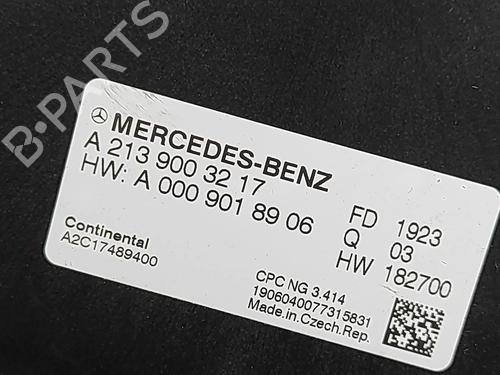 B-PARTS
MERCEDES-BENZ
A 213 900 32 17
HW: A 000 901 89 06
FD 1923
Q 03
HW 182700
Continental
A2C17489400
CPC NG 3.414
1906040077315831
Made.in.Czech.Rep.